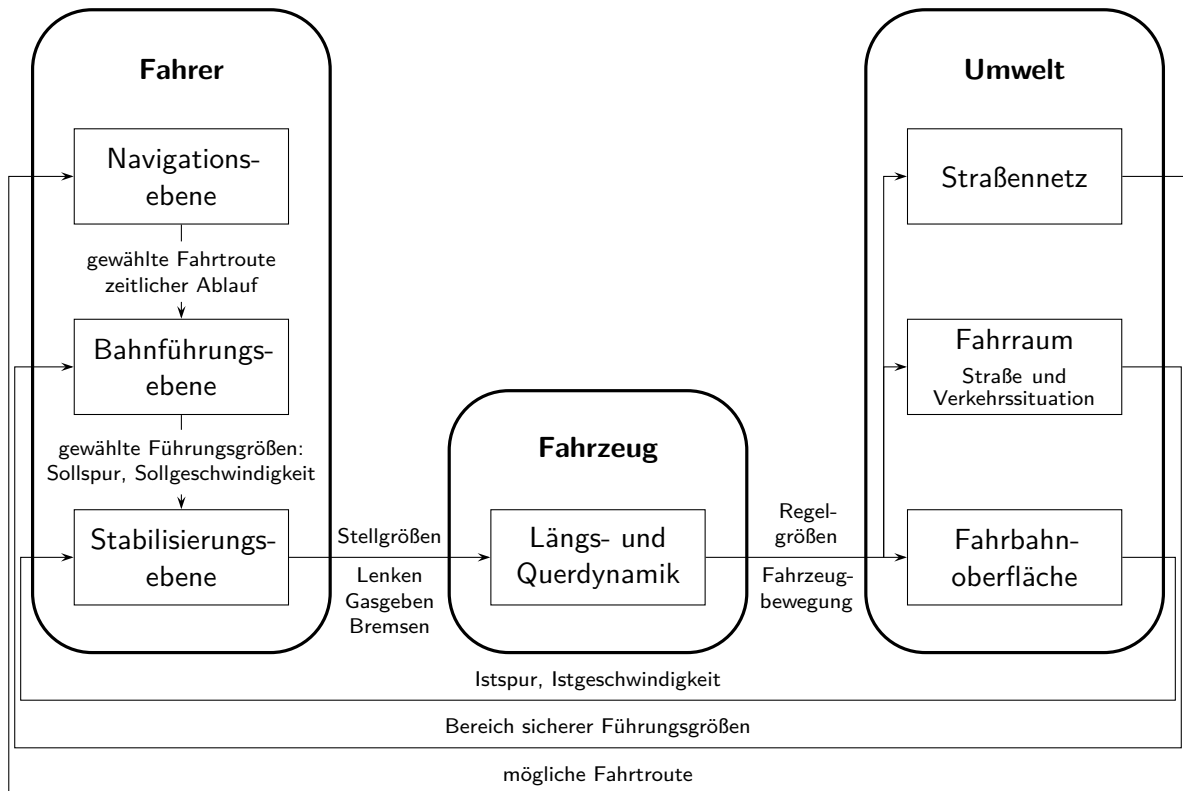 Fahrer
Navigations-
ebene
gewählte Fahrtroute
zeitlicher Ablauf
Bahnführungs-
ebene
gewählte Führungsgrößen:
Sollspur, Sollgeschwindigkeit
Stabilisierungs-
ebene
Stellgrößen
Lenken
Gasgeben
Bremsen
Fahrzeug
Längs- und
Querdynamik
Regel-
größen
Fahrzeug-
bewegung
Umwelt
Straßennetz
Fahrraum
Straße und
Verkehrssituation
Fahrbahn-
oberfläche
Istspur, Istgeschwindigkeit
Bereich sicherer Führungsgrößen
mögliche Fahrtroute